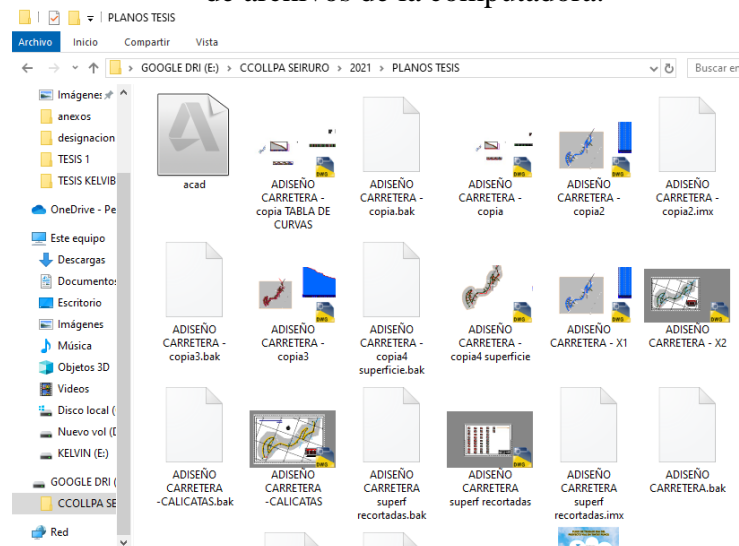 de archivos de la computadora.
PLANOS TESIS
Archivo Inicio Compartir Vista
GOOGLE DRI (E:) > CCOLLPA SEIRURO > 2021 > PLANOS TESIS
Buscar en
Imágenes
anexos
designacion
TESIS 1
TESIS KELVIB
OneDrive - Pe
Este equipo
Descargas
Documentos
Escritorio
Imágenes
Música
Objetos 3D
Videos
Disco local (
Nuevo vol (D
KELVIN (E:)
GOOGLE DRI (
CCOLLPA SE
Red
acad
ADISEÑO
CARRETERA -
copia TABLA DE
CURVAS
ADISEÑO
CARRETERA -
copia.bak
ADISEÑO
CARRETERA -
copia
ADISEÑO
CARRETERA -
copia2
ADISEÑO
CARRETERA -
copia2.imx
ADISEÑO
CARRETERA -
copia3.bak
ADISEÑO
CARRETERA -
copia3
ADISEÑO
CARRETERA -
copia4
superficie.bak
ADISEÑO
CARRETERA -
copia4 superficie
ADISEÑO
CARRETERA - X1
ADISEÑO
CARRETERA - X2
ADISEÑO
CARRETERA
-CALICATAS.bak
ADISEÑO
CARRETERA
-CALICATAS
ADISEÑO
CARRETERA
superf
recortadas.bak
ADISEÑO
CARRETERA
superf recortadas
ADISEÑO
CARRETERA
superf
recortadas.imx
ADISEÑO
CARRETERA.bak
DWG
DWG
DWG
DWG
DWG
DWG
DWG
DWG
DWG